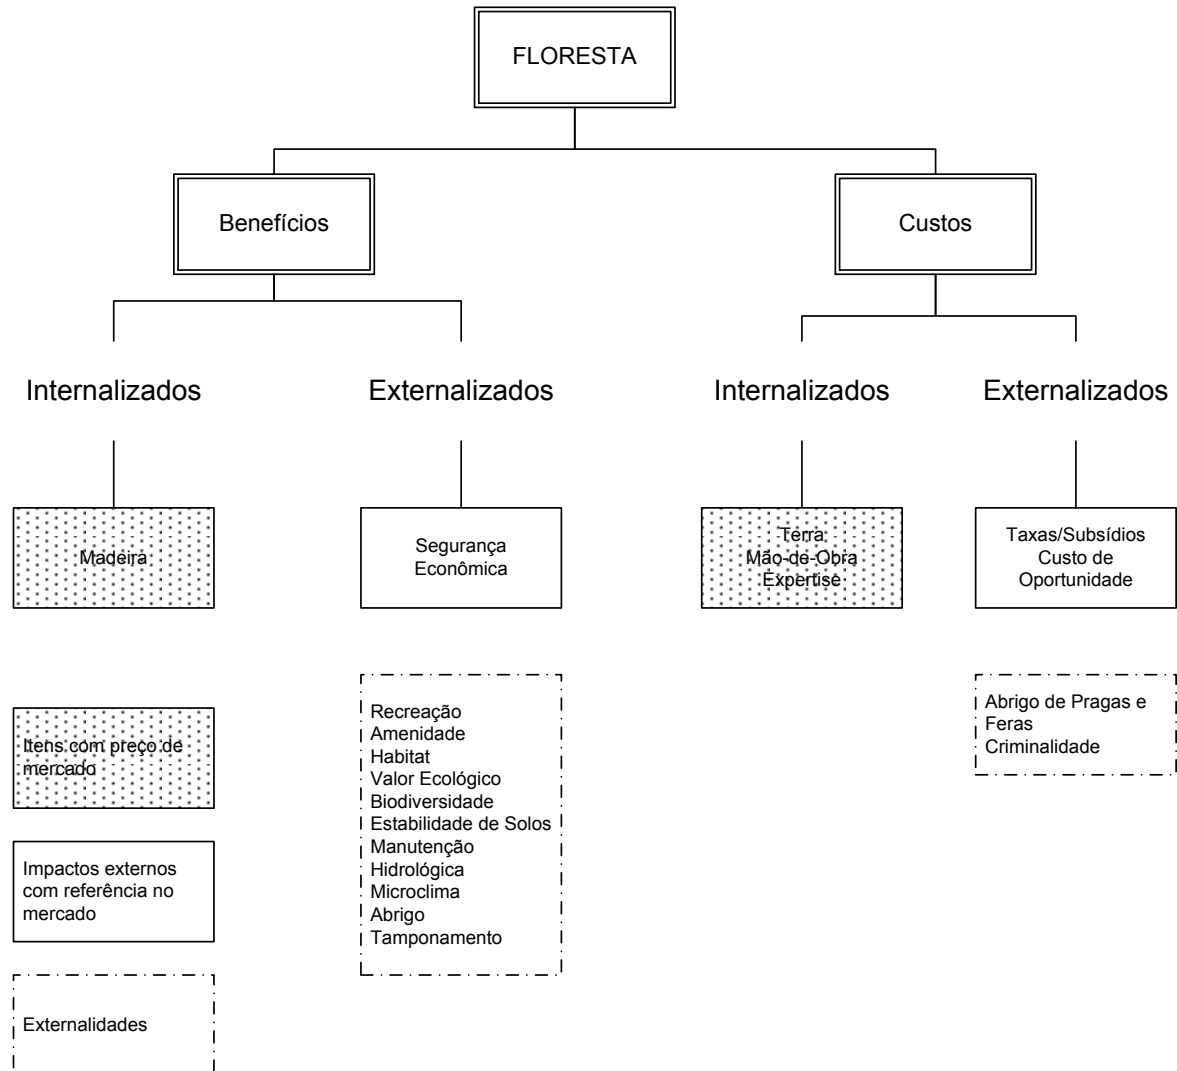 FLORESTA
Benefícios
Custos
Internalizados
Externalizados
Internalizados
Externalizados
Madeira
Segurança
Econômica
Terra
Mão-de-Obra
Expertise
Taxas/Subsídios
Custo de
Oportunidade
Recreação
Amenidade
Habitat
Valor Ecológico
Biodiversidade
Estabilidade de Solos
Manutenção
Hidrológica
Microclima
Abrigo
Tamponamento
Abrigo de Pragas e
Feras
Criminalidade
Itens com preço de
mercado
Impactos externos
com referência no
mercado
Externalidades